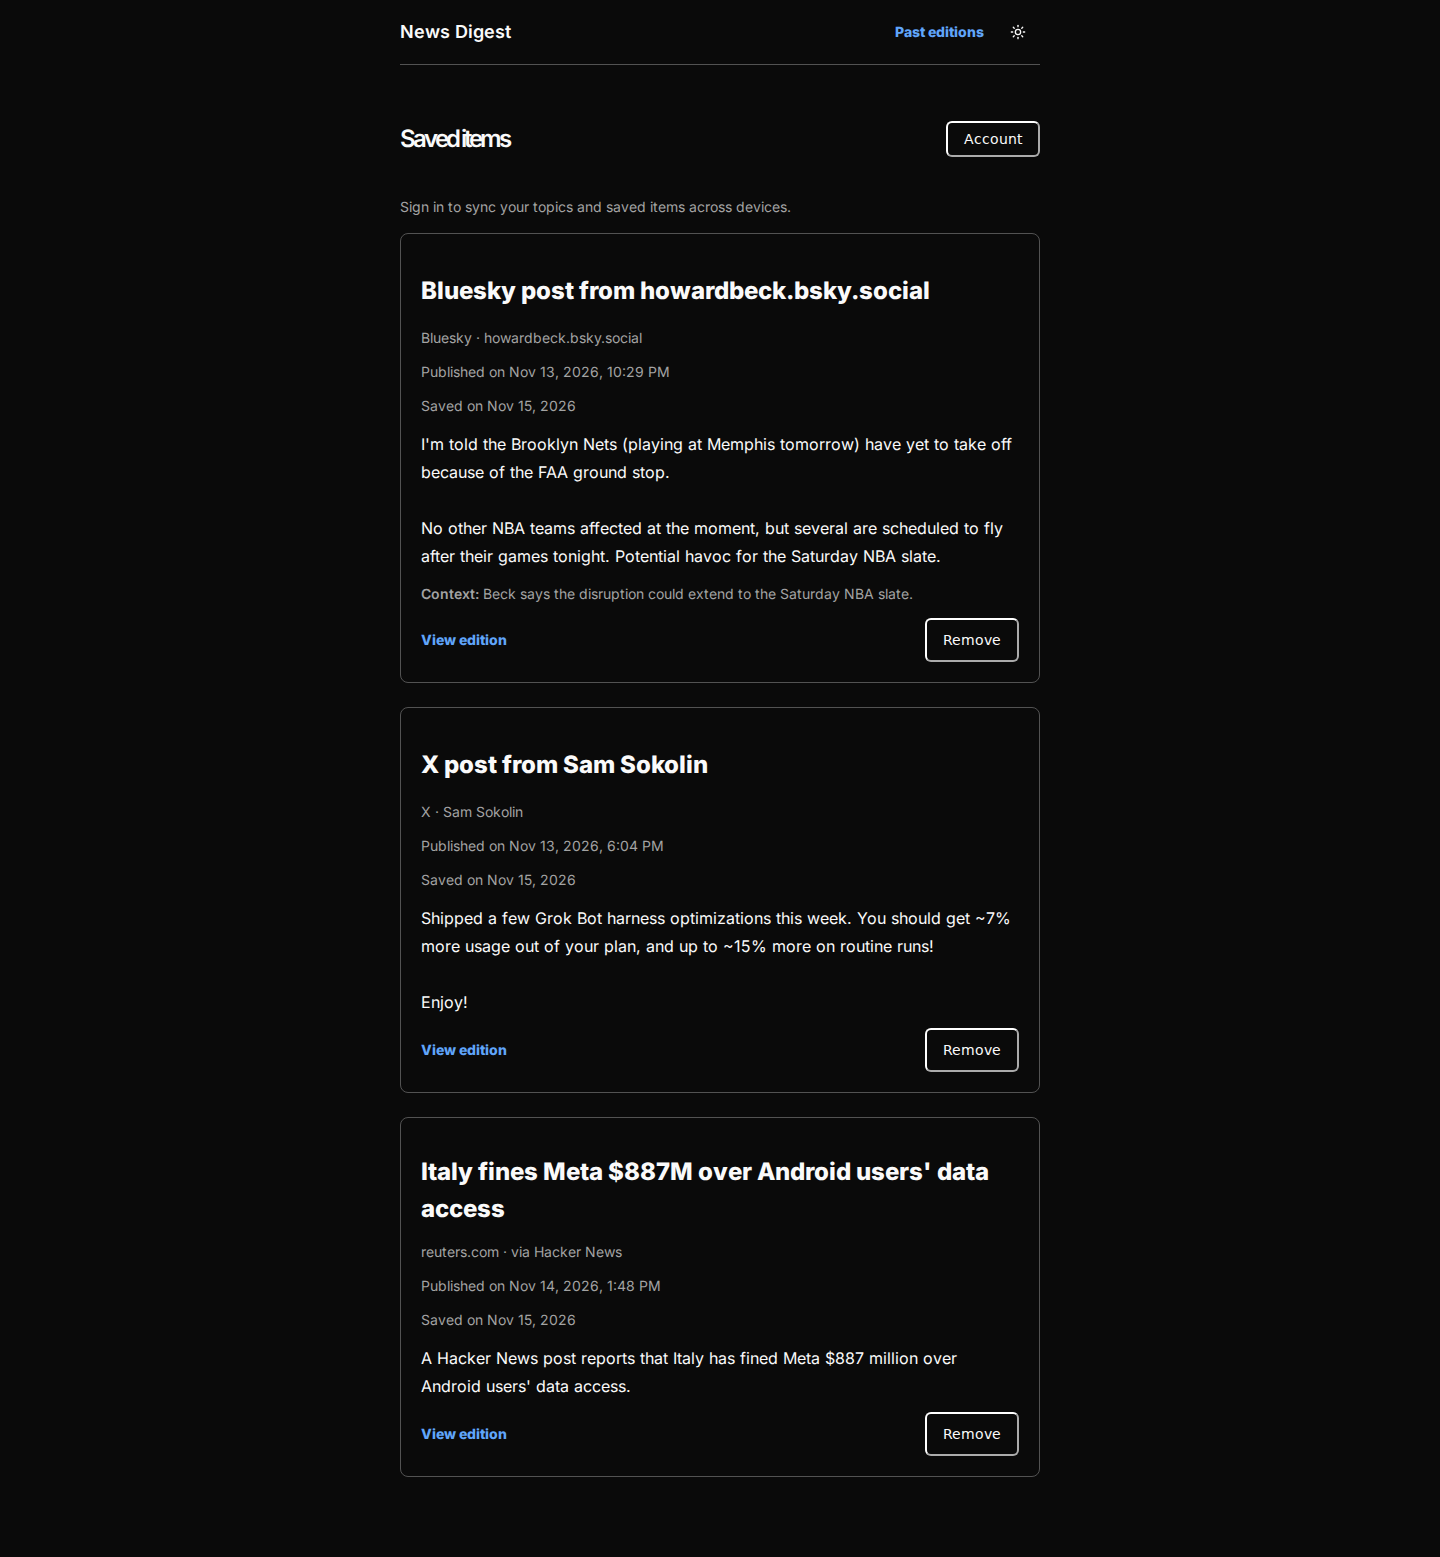 News Digest
Past editions
Saved items
Account
Sign in to sync your topics and saved items across devices.
Bluesky post from howardbeck.bsky.social
Bluesky · howardbeck.bsky.social
Published on Nov 13, 2026, 10:29 PM
Saved on Nov 15, 2026
I'm told the Brooklyn Nets (playing at Memphis tomorrow) have yet to take off
because of the FAA ground stop.
No other NBA teams affected at the moment, but several are scheduled to fly
after their games tonight. Potential havoc for the Saturday NBA slate.
Context: Beck says the disruption could extend to the Saturday NBA slate.
View edition
Remove
X post from Sam Sokolin
X · Sam Sokolin
Published on Nov 13, 2026, 6:04 PM
Saved on Nov 15, 2026
Shipped a few Grok Bot harness optimizations this week. You should get ~7%
more usage out of your plan, and up to ~15% more on routine runs!
Enjoy!
View edition
Remove
Italy fines Meta $887M over Android users' data
access
reuters.com · via Hacker News
Published on Nov 14, 2026, 1:48 PM
Saved on Nov 15, 2026
A Hacker News post reports that Italy has fined Meta $887 million over
Android users' data access.
View edition
Remove